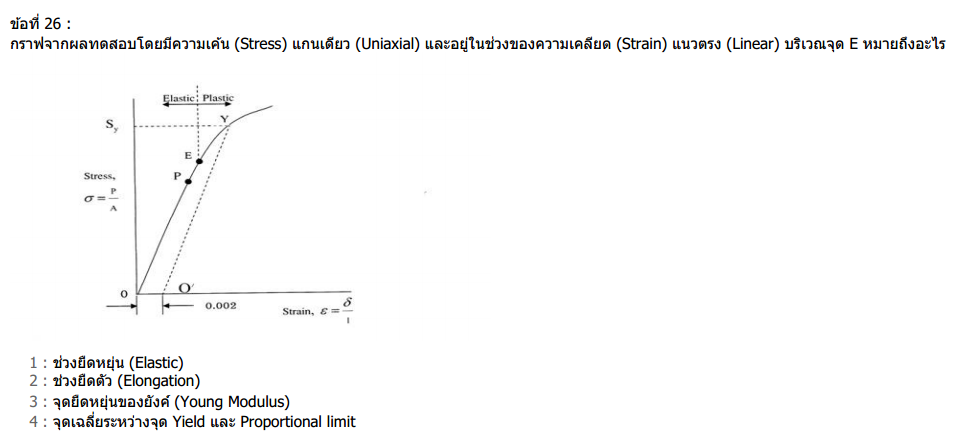 ข้อที่ 26 :
กราฟจากผลทดสอบโดยมีความเค้น (Stress) แกนเดียว (Uniaxial) และอยู่ในช่วงของความเคลียด (Strain) แนวตรง (Linear) บริเวณจุด E หมายถึงอะไร
Elastic Plastic
S_y
Y
E
P
Stress,
σ = P/A
O
O'
0.002
Strain, ε = δ/l
1 : ช่วงยืดหยุ่น (Elastic)
2 : ช่วงยืดตัว (Elongation)
3 : จุดยืดหยุ่นของยังค์ (Young Modulus)
4 : จุดเฉลี่ยระหว่างจุด Yield และ Proportional limit